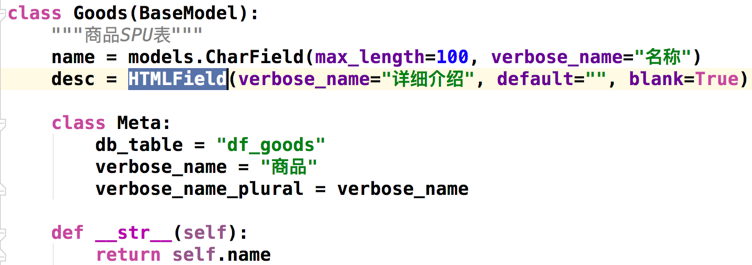 class Goods(BaseModel):
    """商品SPU表"""
    name = models.CharField(max_length=100, verbose_name="名称")
    desc = HTMLField(verbose_name="详细介绍", default="", blank=True)

    class Meta:
        db_table = "df_goods"
        verbose_name = "商品"
        verbose_name_plural = verbose_name

    def __str__(self):
        return self.name